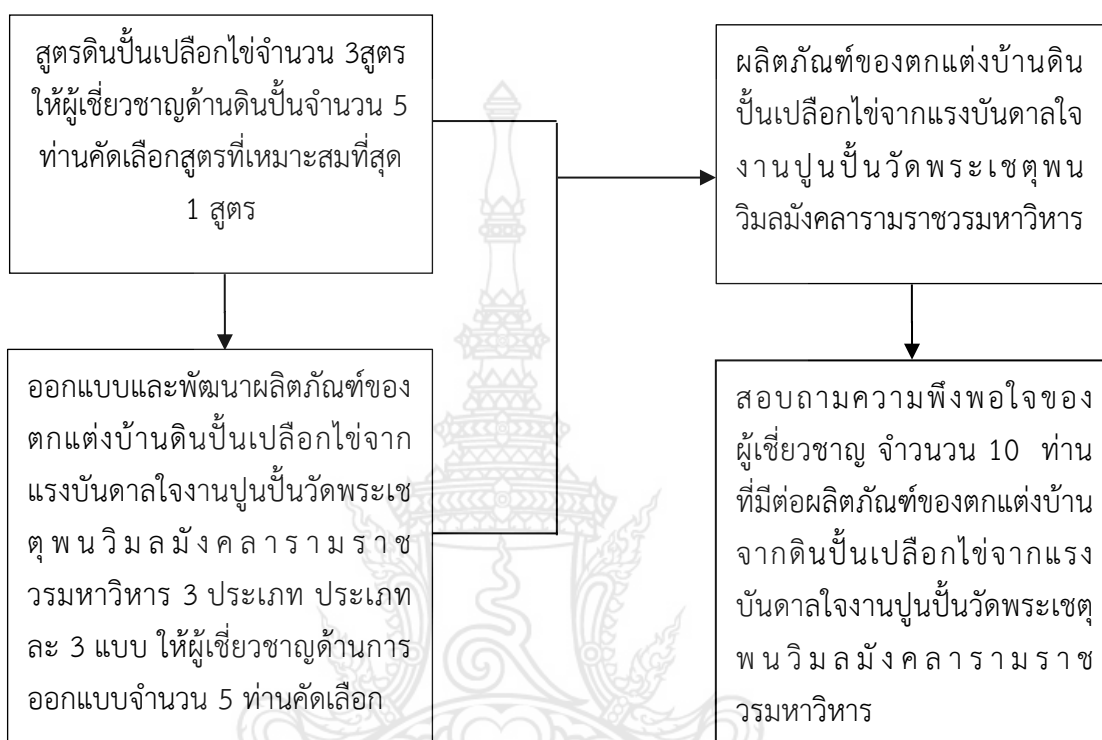 สูตรดินปั้นเปลือกไข่จำนวน 3สูตร
ให้ผู้เชี่ยวชาญด้านดินปั้นจำนวน 5
ท่านคัดเลือกสูตรที่เหมาะสมที่สุด
1 สูตร
ออกแบบและพัฒนาผลิตภัณฑ์ของ
ตกแต่งบ้านดินปั้นเปลือกไข่จาก
แรงบันดาลใจงานปูนปั้นวัดพระเช
ตุพนวิมลมังคลารามราช
วรมหาวิหาร 3 ประเภท ประเภท
ละ 3 แบบ ให้ผู้เชี่ยวชาญด้านการ
ออกแบบจำนวน 5 ท่านคัดเลือก
ผลิตภัณฑ์ของตกแต่งบ้านดิน
ปั้นเปลือกไข่จากแรงบันดาลใจ
งานปูนปั้นวัดพระเชตุพน
วิมลมังคลารามราชวรมหาวิหาร
สอบถามความพึงพอใจของ
ผู้เชี่ยวชาญ จำวนวน 10 ท่าน
ที่มีต่อผลิตภัณฑ์ของตกแต่งบ้าน
จากดินปั้นเปลือกไข่จากแรง
บันดาลใจงานปูนปั้นวัดพระเชตุ
พนวิมลมังคลารามราช
วรมหาวิหาร